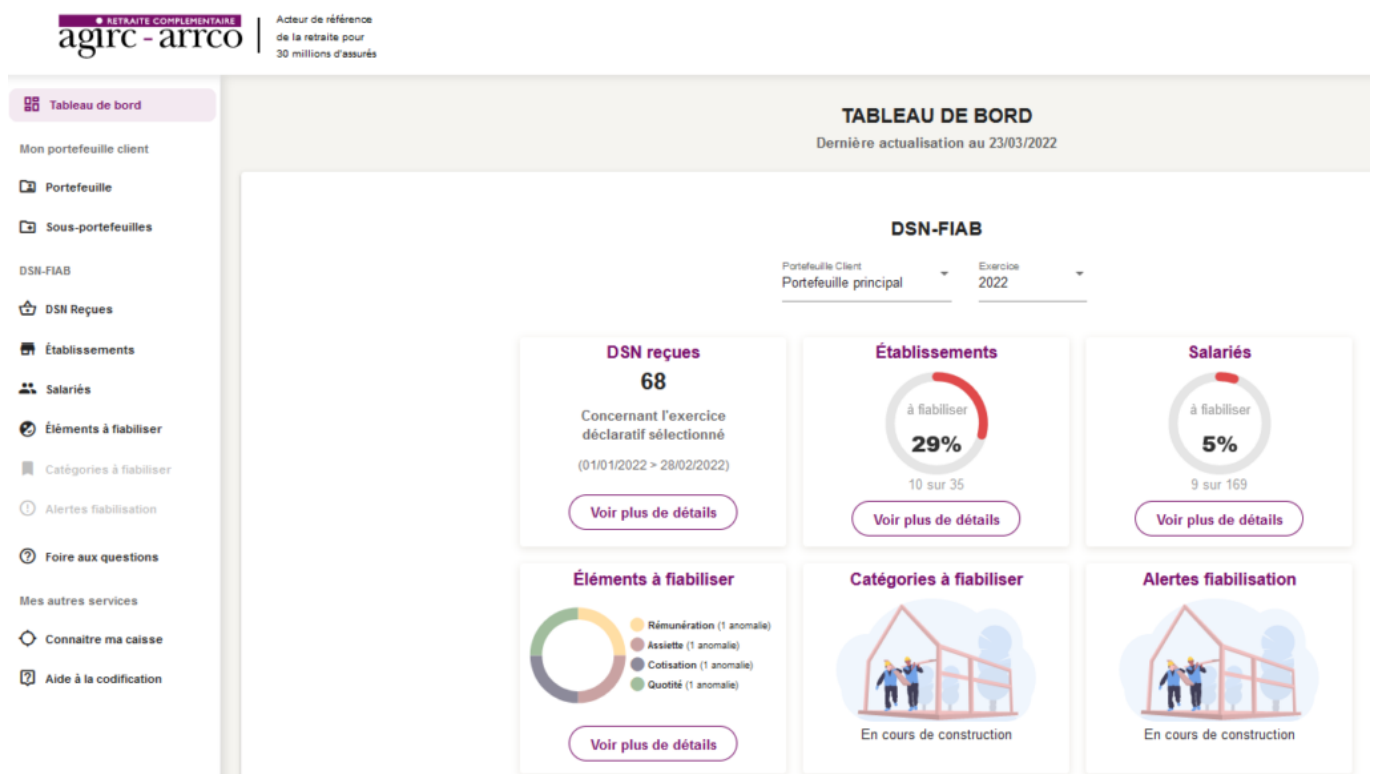 RETRAITE COMPLEMENTAIRE
agirc - arrco
Acteur de référence
de la retraite pour
30 millions d'assurés
Tableau de bord
Mon portefeuille client
Portefeuille
Sous-portefeuilles
DSN-FIAB
DSN Reçues
Établissements
Salariés
Éléments à fiabiliser
Catégories à fiabiliser
Alertes fiabilisation
Foire aux questions
Mes autres services
Connaitre ma caisse
Aide à la codification
TABLEAU DE BORD
Dernière actualisation au 23/03/2022
DSN-FIAB
Portefeuille Client
Portefeuille principal
Exercice
2022
DSN reçues
68
Concernant l'exercice
déclaratif sélectionné
(01/01/2022 > 28/02/2022)
Voir plus de détails
Établissements
à fiabiliser
29%
10 sur 35
Voir plus de détails
Salariés
à fiabiliser
5%
9 sur 169
Voir plus de détails
Éléments à fiabiliser
Rémunération (1 anomalie)
Assiette (1 anomalie)
Cotisation (1 anomalie)
Quotité (1 anomalie)
Voir plus de détails
Catégories à fiabiliser
En cours de construction
Alertes fiabilisation
En cours de construction